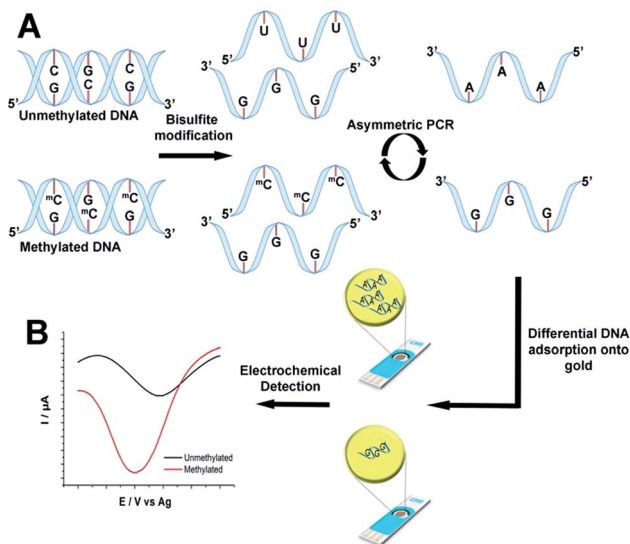 A
5’
3’
U
U
U
3’
5’
C
G
C
G
C
G
5’
3’
Unmethylated DNA
3’
5’
G
G
G
Bisulfite
modification
3’
5’
A
A
A
Asymmetric PCR
mC
G
mC
G
mC
G
5’
3’
Methylated DNA
5’
3’
mC
mC
mC
3’
5’
G
G
G
3’
5’
G
G
G
B
I / µA
Unmethylated
Methylated
E / V vs Ag
Electrochemical
Detection
A A A
A A A
A A A
Differential DNA
adsorption onto
gold
G G G